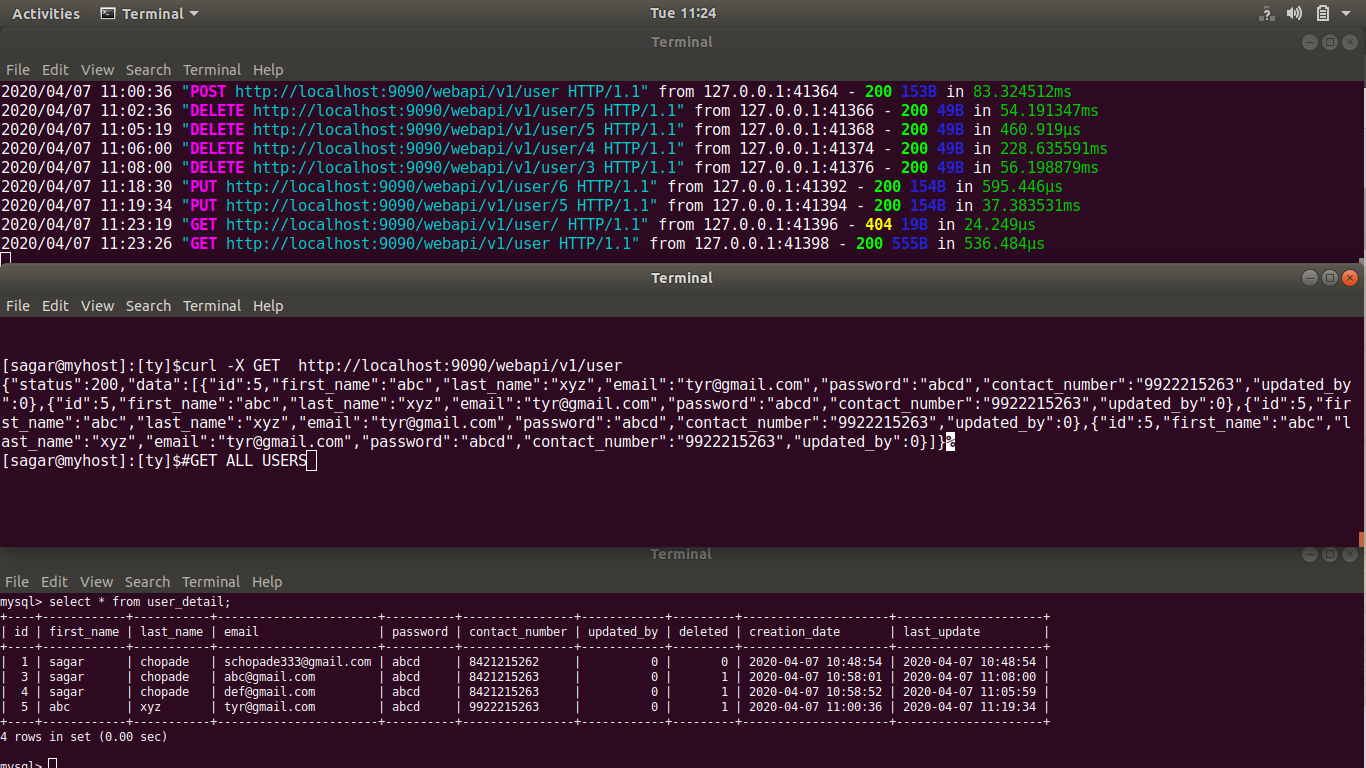 Activities Terminal Tue 11:24
Terminal
File Edit View Search Terminal Help
2020/04/07 11:00:36 "POST http://localhost:9090/webapi/v1/user HTTP/1.1" from 127.0.0.1:41364 - 200 153B in 83.324512ms
2020/04/07 11:02:36 "DELETE http://localhost:9090/webapi/v1/user/5 HTTP/1.1" from 127.0.0.1:41366 - 200 49B in 54.191347ms
2020/04/07 11:05:19 "DELETE http://localhost:9090/webapi/v1/user/5 HTTP/1.1" from 127.0.0.1:41368 - 200 49B in 460.919µs
2020/04/07 11:06:00 "DELETE http://localhost:9090/webapi/v1/user/4 HTTP/1.1" from 127.0.0.1:41374 - 200 49B in 228.635591ms
2020/04/07 11:08:00 "DELETE http://localhost:9090/webapi/v1/user/3 HTTP/1.1" from 127.0.0.1:41376 - 200 49B in 56.198879ms
2020/04/07 11:18:30 "PUT http://localhost:9090/webapi/v1/user/6 HTTP/1.1" from 127.0.0.1:41392 - 200 154B in 595.446µs
2020/04/07 11:19:34 "PUT http://localhost:9090/webapi/v1/user/5 HTTP/1.1" from 127.0.0.1:41394 - 200 154B in 37.383531ms
2020/04/07 11:23:19 "GET http://localhost:9090/webapi/v1/user/ HTTP/1.1" from 127.0.0.1:41396 - 404 19B in 24.249µs
2020/04/07 11:23:26 "GET http://localhost:9090/webapi/v1/user HTTP/1.1" from 127.0.0.1:41398 - 200 555B in 536.484µs
Terminal
File Edit View Search Terminal Help
[sagar@myhost]:[ty]$curl -X GET  http://localhost:9090/webapi/v1/user
{"status":200,"data":[{"id":5,"first_name":"abc","last_name":"xyz","email":"tyr@gmail.com","password":"abcd","contact_number":"9922215263","updated_by
":0},{"id":5,"first_name":"abc","last_name":"xyz","email":"tyr@gmail.com","password":"abcd","contact_number":"9922215263","updated_by":0},{"id":5,"fir
st_name":"abc","last_name":"xyz","email":"tyr@gmail.com","password":"abcd","contact_number":"9922215263","updated_by":0},{"id":5,"first_name":"abc","l
ast_name":"xyz","email":"tyr@gmail.com","password":"abcd","contact_number":"9922215263","updated_by":0}]}%
[sagar@myhost]:[ty]$#GET ALL USERS
Terminal
File Edit View Search Terminal Help
mysql> select * from user_detail;
+----+------------+-----------+----------------------+----------+----------------+------------+---------+---------------------+---------------------+
| id | first_name | last_name | email                | password | contact_number | updated_by | deleted | creation_date       | last_update         |
+----+------------+-----------+----------------------+----------+----------------+------------+---------+---------------------+---------------------+
|  1 | sagar      | chopade   | schopade333@gmail.com | abcd     | 8421215262     |          0 |       0 | 2020-04-07 10:48:54 | 2020-04-07 10:48:54 |
|  3 | sagar      | chopade   | abc@gmail.com        | abcd     | 8421215263     |          0 |       1 | 2020-04-07 10:58:01 | 2020-04-07 11:08:00 |
|  4 | sagar      | chopade   | def@gmail.com        | abcd     | 8421215263     |          0 |       1 | 2020-04-07 10:58:52 | 2020-04-07 11:05:59 |
|  5 | abc        | xyz       | tyr@gmail.com        | abcd     | 9922215263     |          0 |       1 | 2020-04-07 11:00:36 | 2020-04-07 11:19:34 |
+----+------------+-----------+----------------------+----------+----------------+------------+---------+---------------------+---------------------+
4 rows in set (0.00 sec)
mysql>